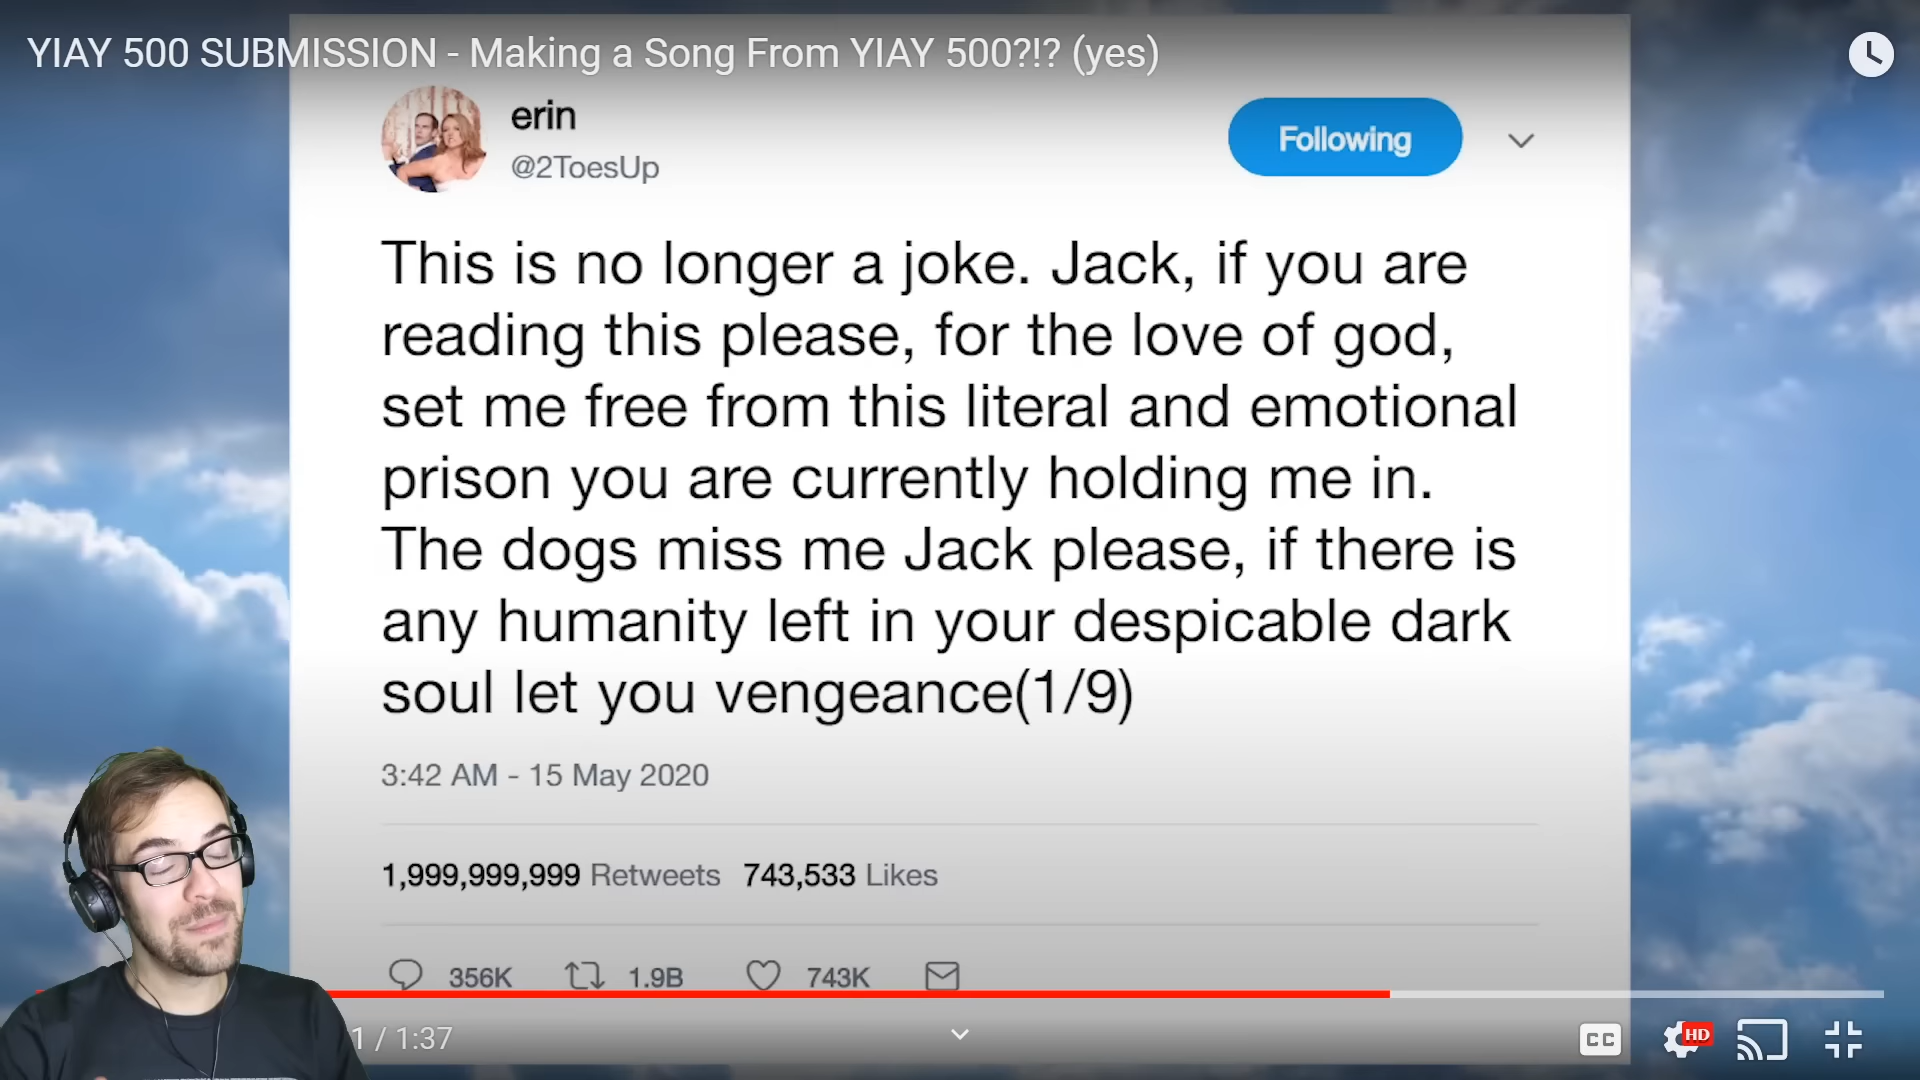 YIAY 500 SUBMISSION - Making a Song From YIAY 500?!? (yes)
erin
@2ToesUp
Following
This is no longer a joke. Jack, if you are
reading this please, for the love of god,
set me free from this literal and emotional
prison you are currently holding me in.
The dogs miss me Jack please, if there is
any humanity left in your despicable dark
soul let you vengeance(1/9)
3:42 AM - 15 May 2020
1,999,999,999 Retweets 743,533 Likes
356K 1.9B 743K
1 / 1:37
CC
HD